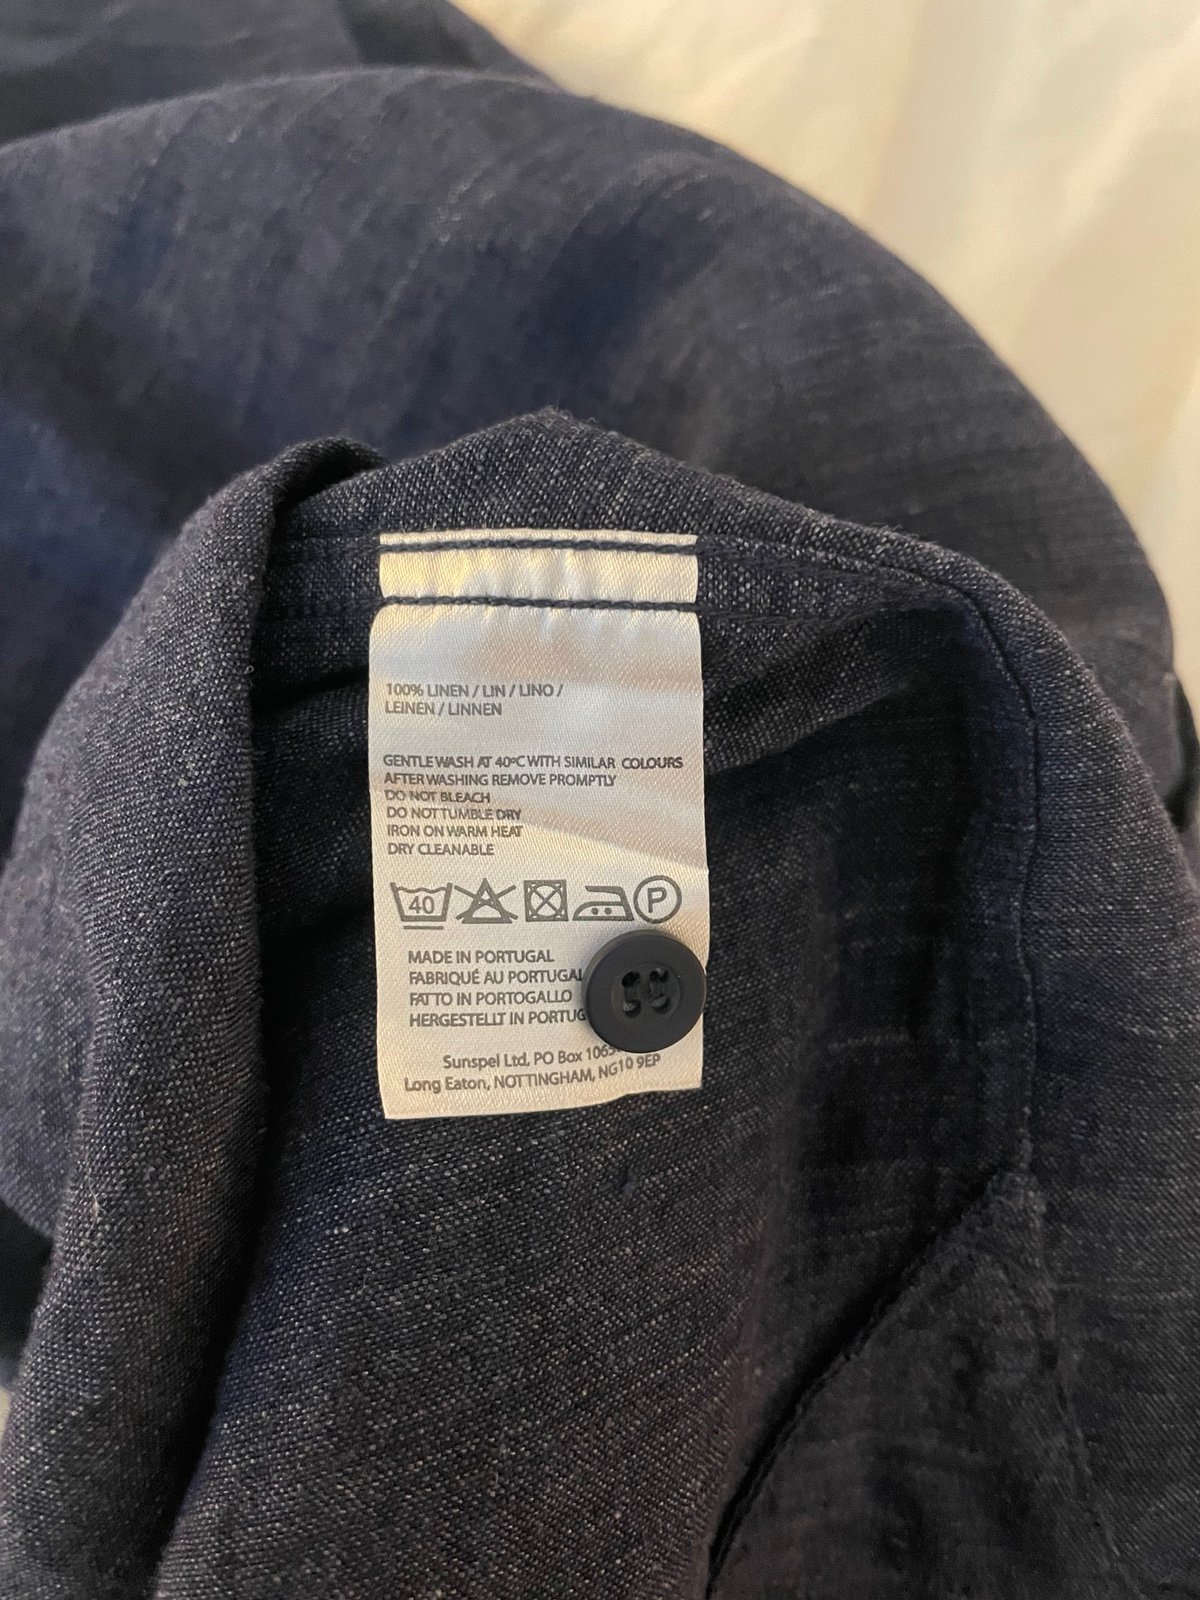 100% LINEN / LIN / LINO /
LEINEN / LINNEN
GENTLE WASH AT 40°C WITH SIMILAR COLOURS
AFTER WASHING REMOVE PROMPTLY
DO NOT BLEACH
DO NOT TUMBLE DRY
IRON ON WARM HEAT
DRY CLEANABLE
40 P
MADE IN PORTUGAL
FABRIQUÉ AU PORTUGAL
FATTO IN PORTOGALLO
HERGESTELLT IN
Sunspel Ltd, PO Box
Long Eaton, NOTTINGHAM, NG10 9EP